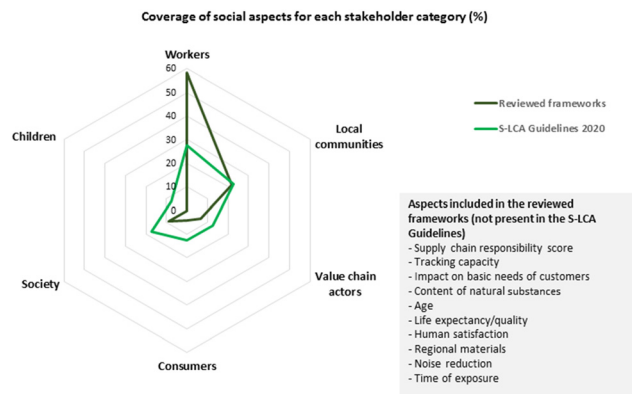 Coverage of social aspects for each stakeholder category (%)
Workers
60
50
40
30
20
10
0
Children
Local
communities
Society
Value chain
actors
Consumers
Reviewed frameworks
S-LCA Guidelines 2020
Aspects included in the reviewed
frameworks (not present in the S-LCA
Guidelines)
- Supply chain responsibility score
- Tracking capacity
- Impact on basic needs of customers
- Content of natural substances
- Age
- Life expectancy/quality
- Human satisfaction
- Regional materials
- Noise reduction
- Time of exposure